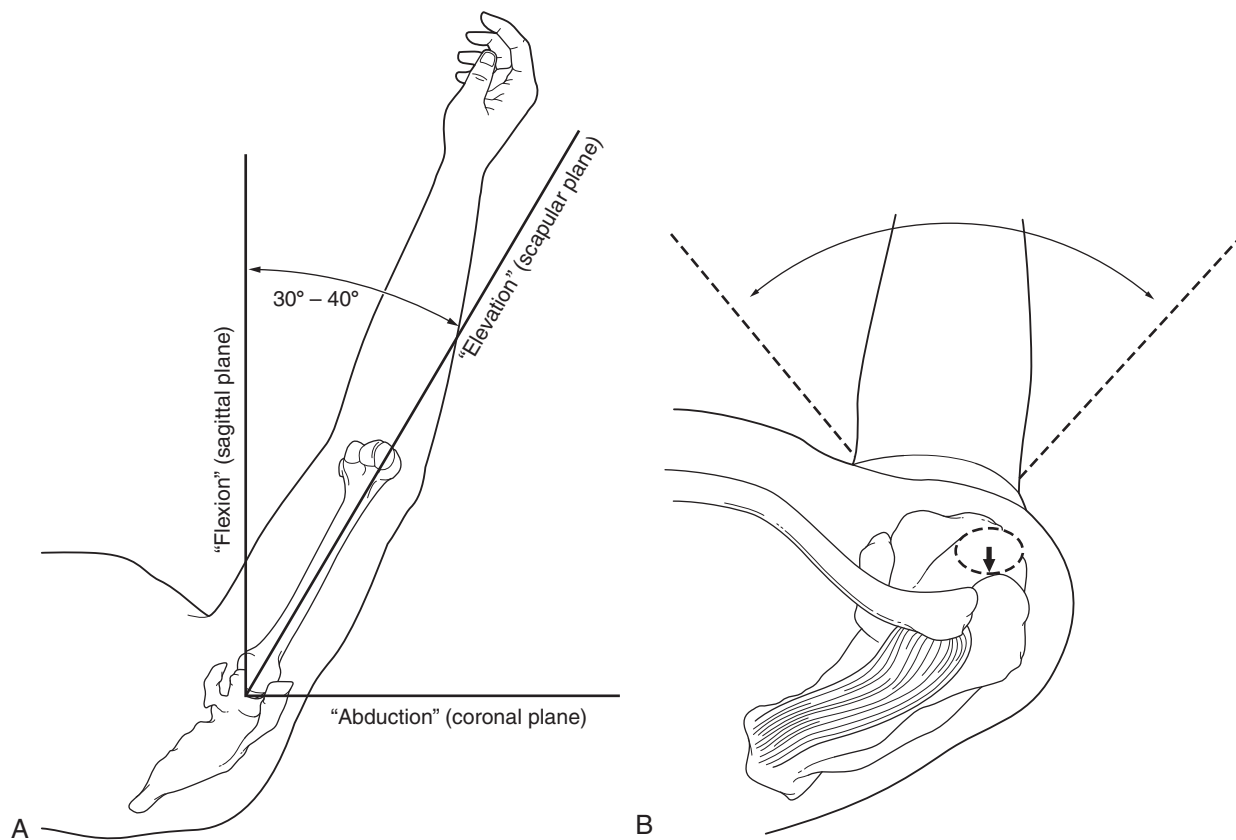 “Elevation” (scapular plane)
30° – 40°
“Flexion” (sagittal plane)
“Abduction” (coronal plane)
A
B